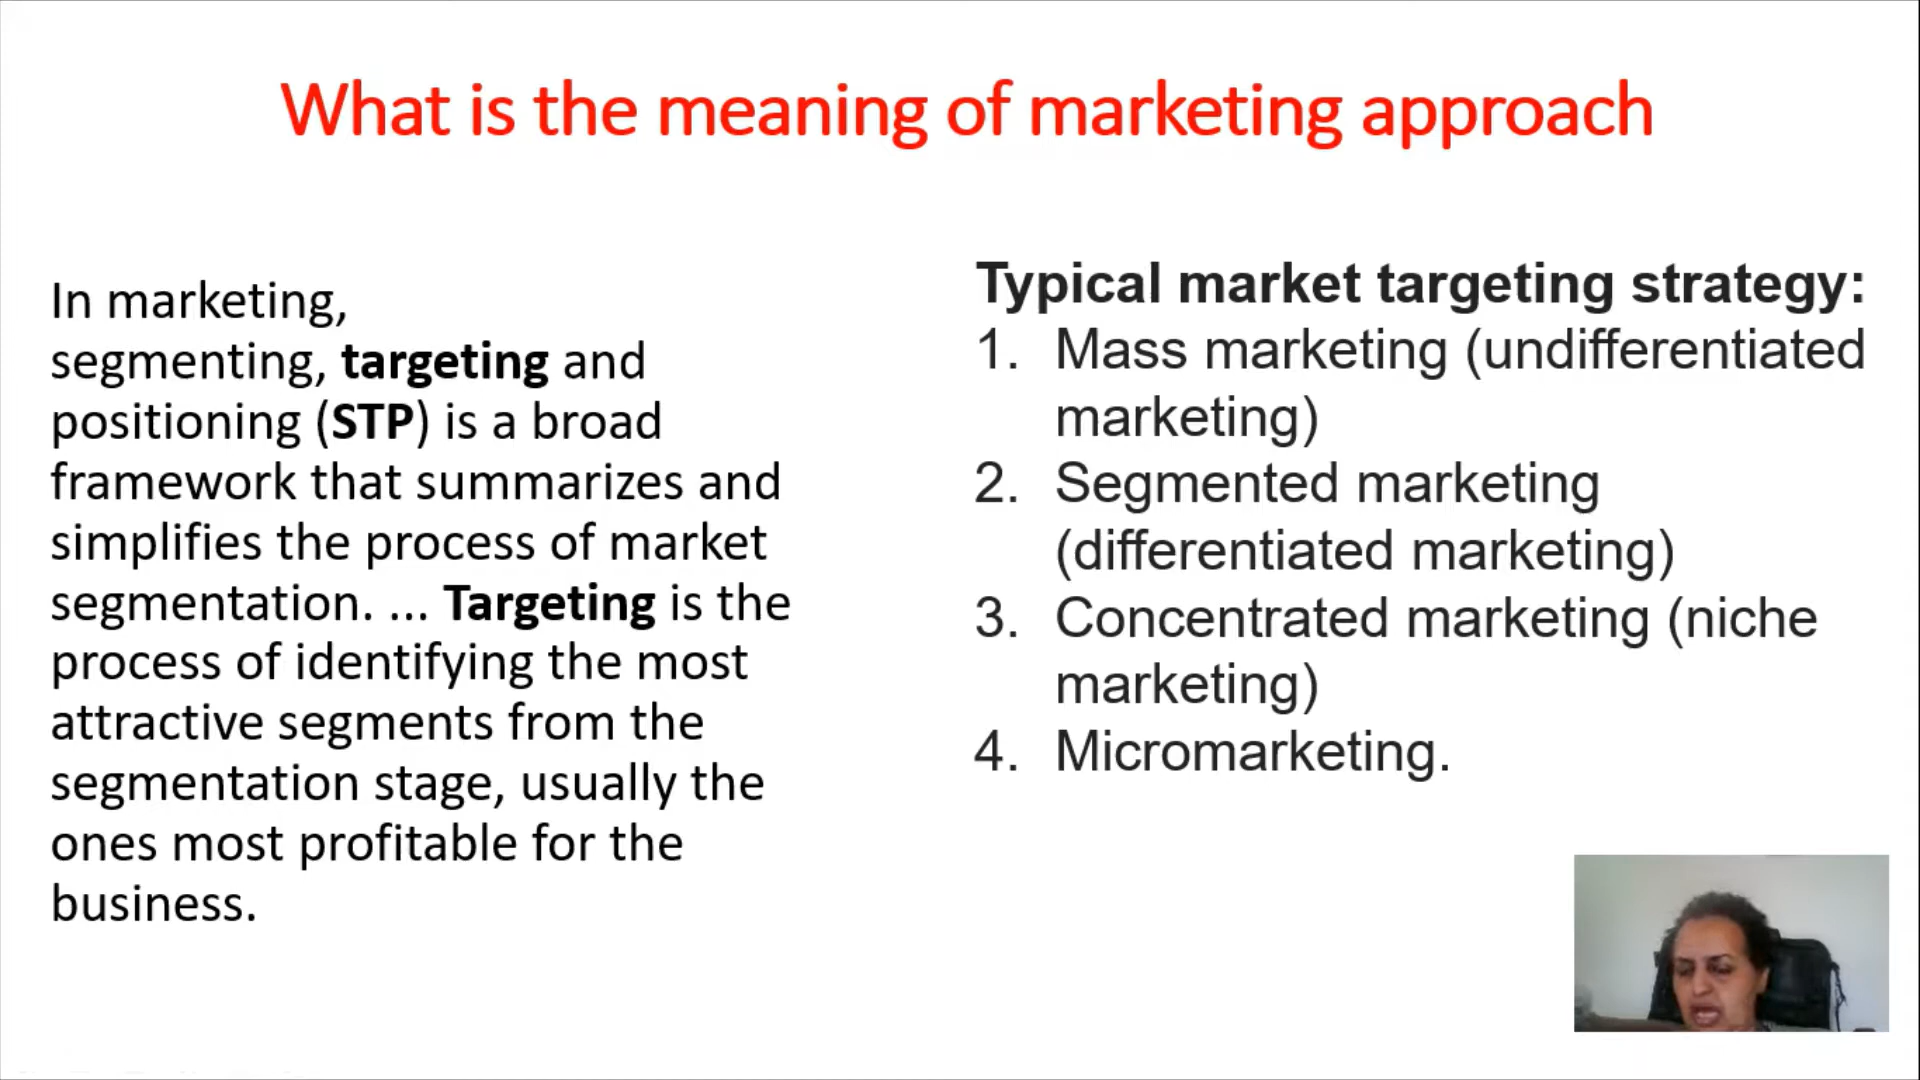 What is the meaning of marketing approach
In marketing,
segmenting, targeting and
positioning (STP) is a broad
framework that summarizes and
simplifies the process of market
segmentation. ... Targeting is the
process of identifying the most
attractive segments from the
segmentation stage, usually the
ones most profitable for the
business.
Typical market targeting strategy:
1. Mass marketing (undifferentiated
marketing)
2. Segmented marketing
(differentiated marketing)
3. Concentrated marketing (niche
marketing)
4. Micromarketing.